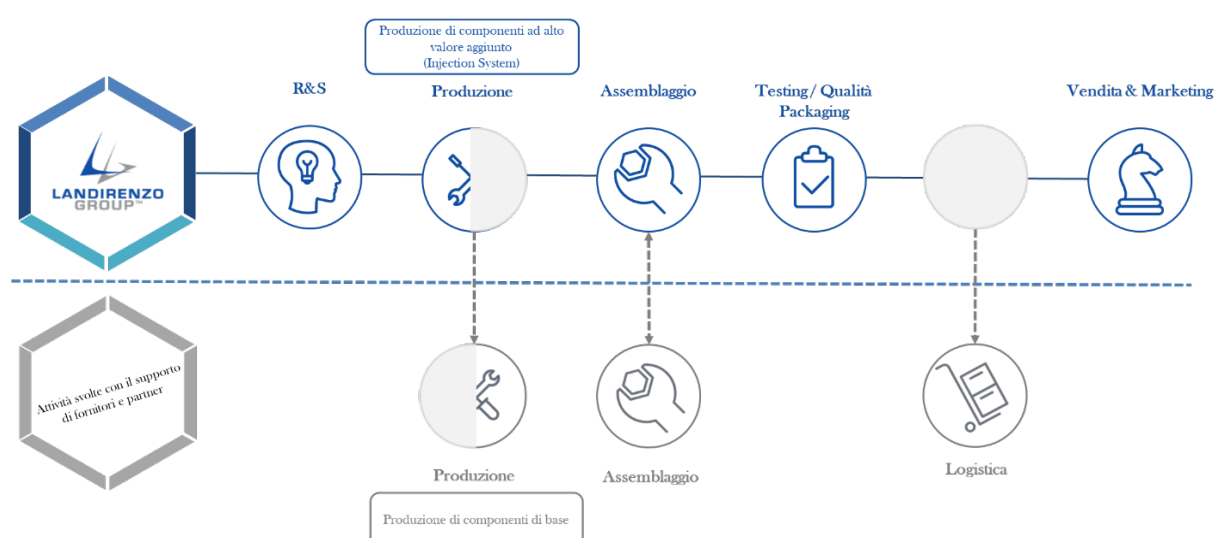 Produzione di componenti ad alto
valore aggiunto
(Injection System)
R&S
Produzione
Assemblaggio
Testing / Qualità
Packaging
Vendita & Marketing
LANDIRENZO
GROUP™
Attività svolte con il supporto
di fornitori e partner
Produzione
Assemblaggio
Logistica
Produzione di componenti di base